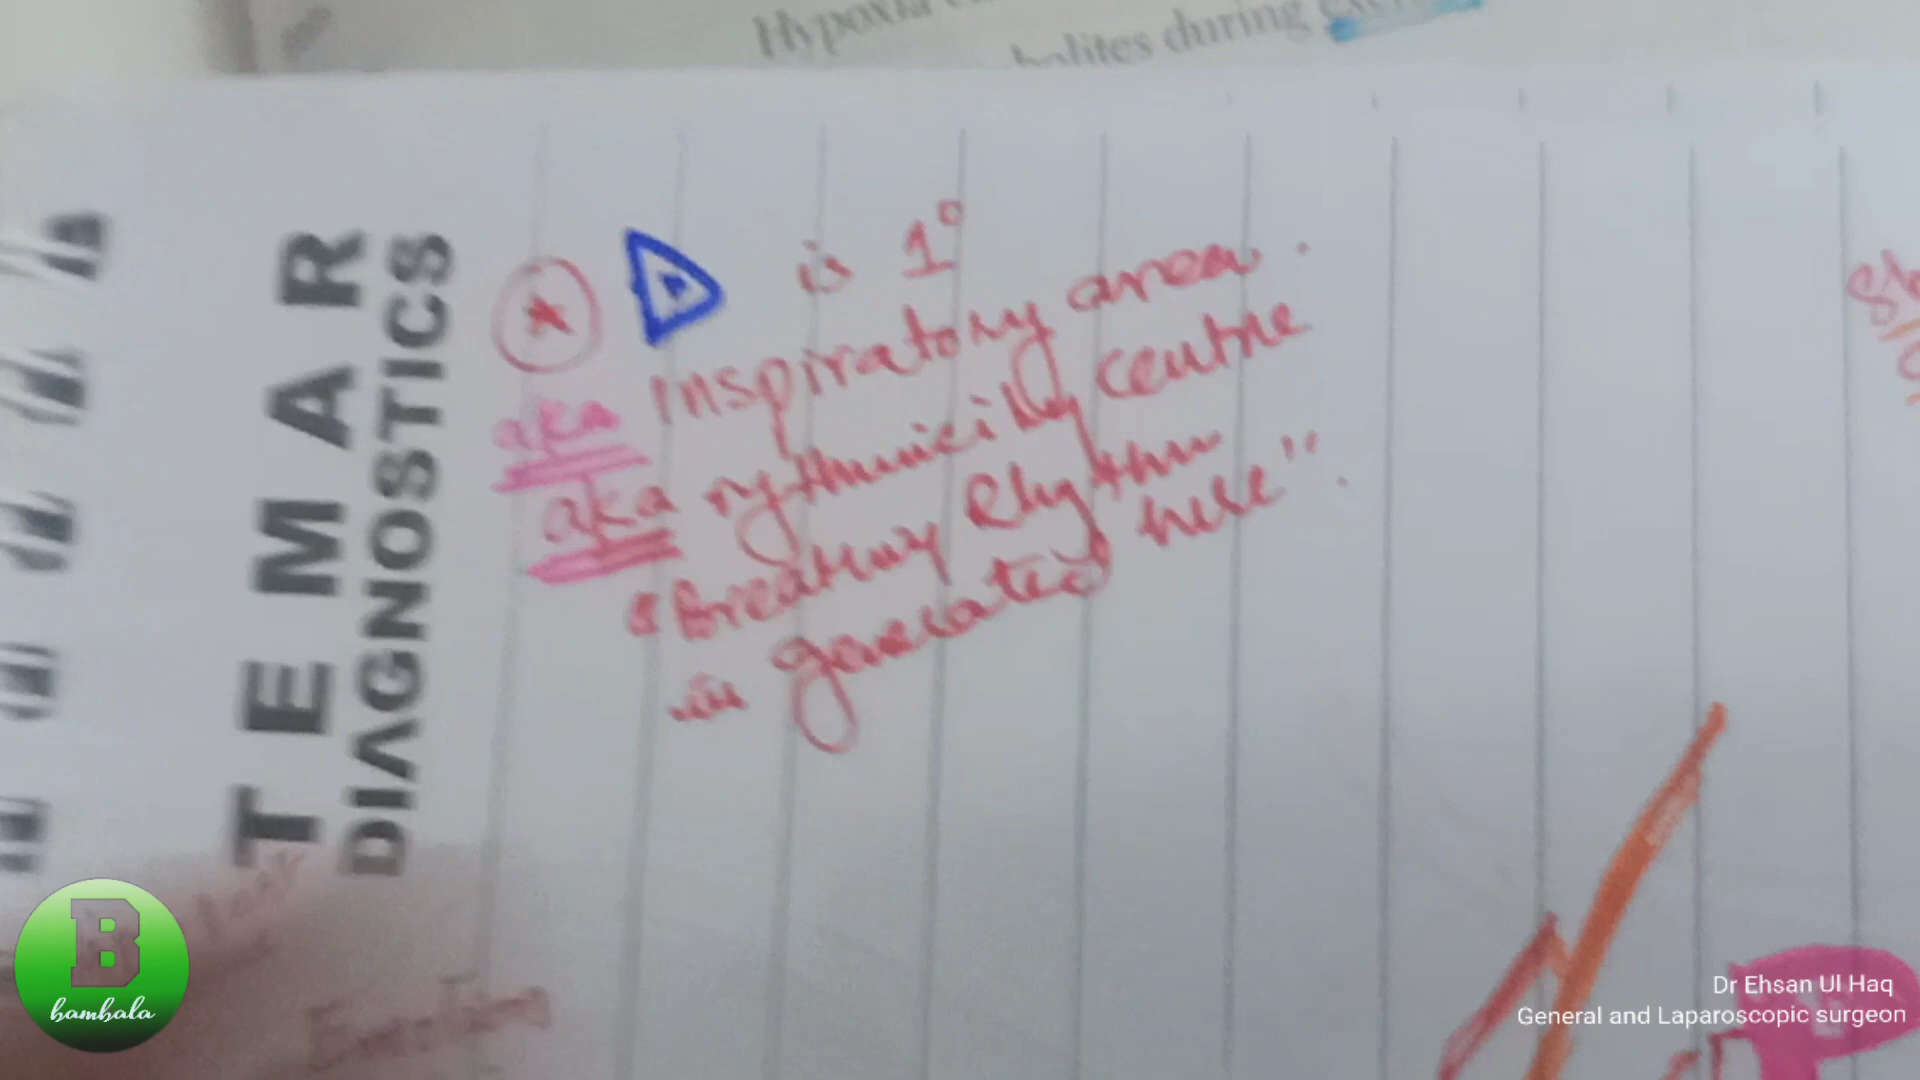 Hypoxia
during
TEMAR
DIAGNOSTICS
is 1°
Inspiratory area.
aka
aka rythmicity centre
"Breathing Rhythm
is generated here".
Emotion
B
bambala
Dr Ehsan Ul Haq
General and Laparoscopic surgeon